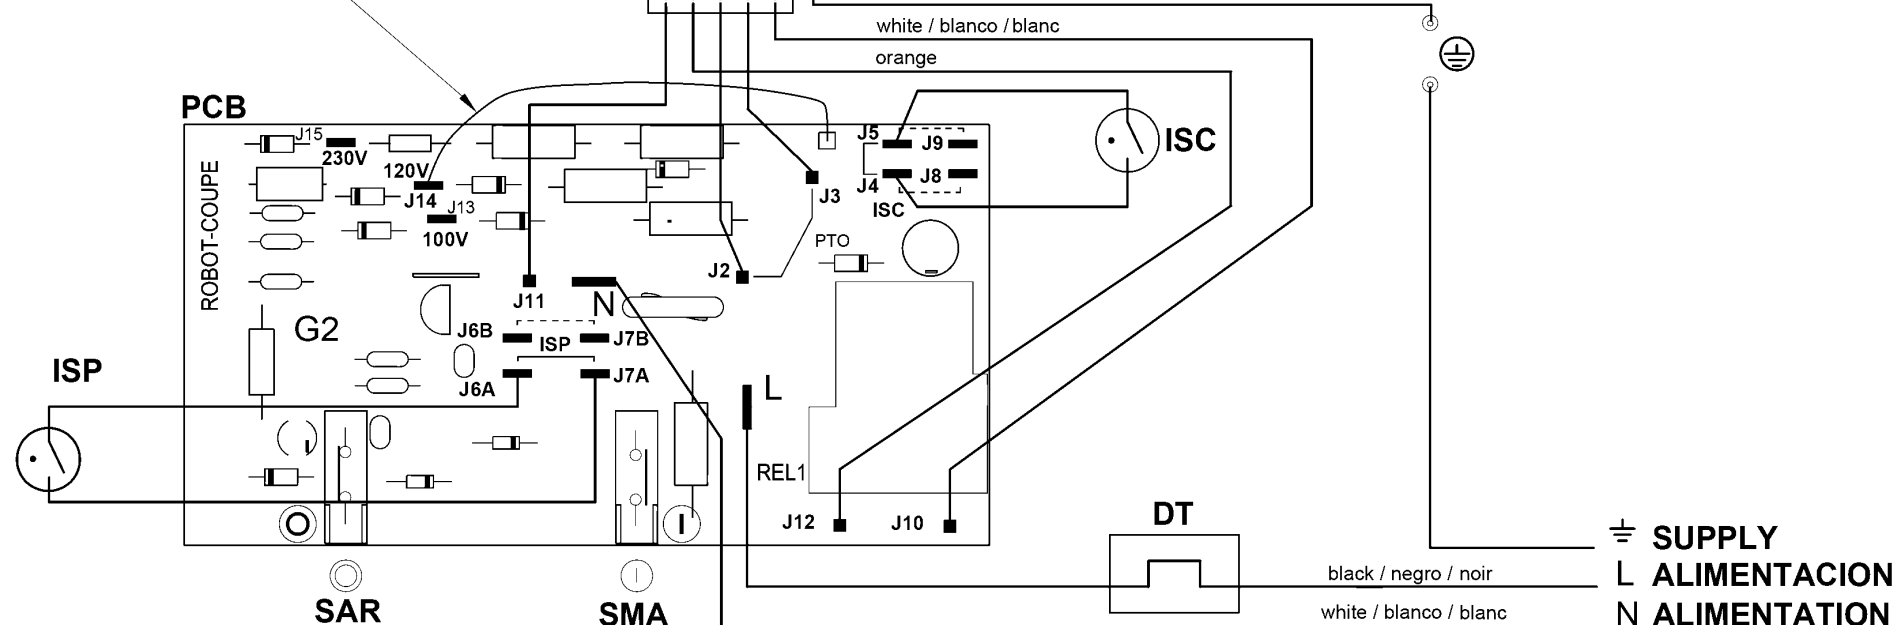 white / blanco / blanc
orange
PCB
J15
230V
120V
J14
J13
100V
ROBOT-COUPE
J5
J9
J4
J8
ISC
ISC
J3
PTO
J2
J11
N
G2
J6B
ISP
J7B
J6A
J7A
ISP
L
REL1
J12
J10
O
I
DT
SAR
SMA
SUPPLY
black / negro / noir
L ALIMENTACION
white / blanco / blanc
N ALIMENTATION